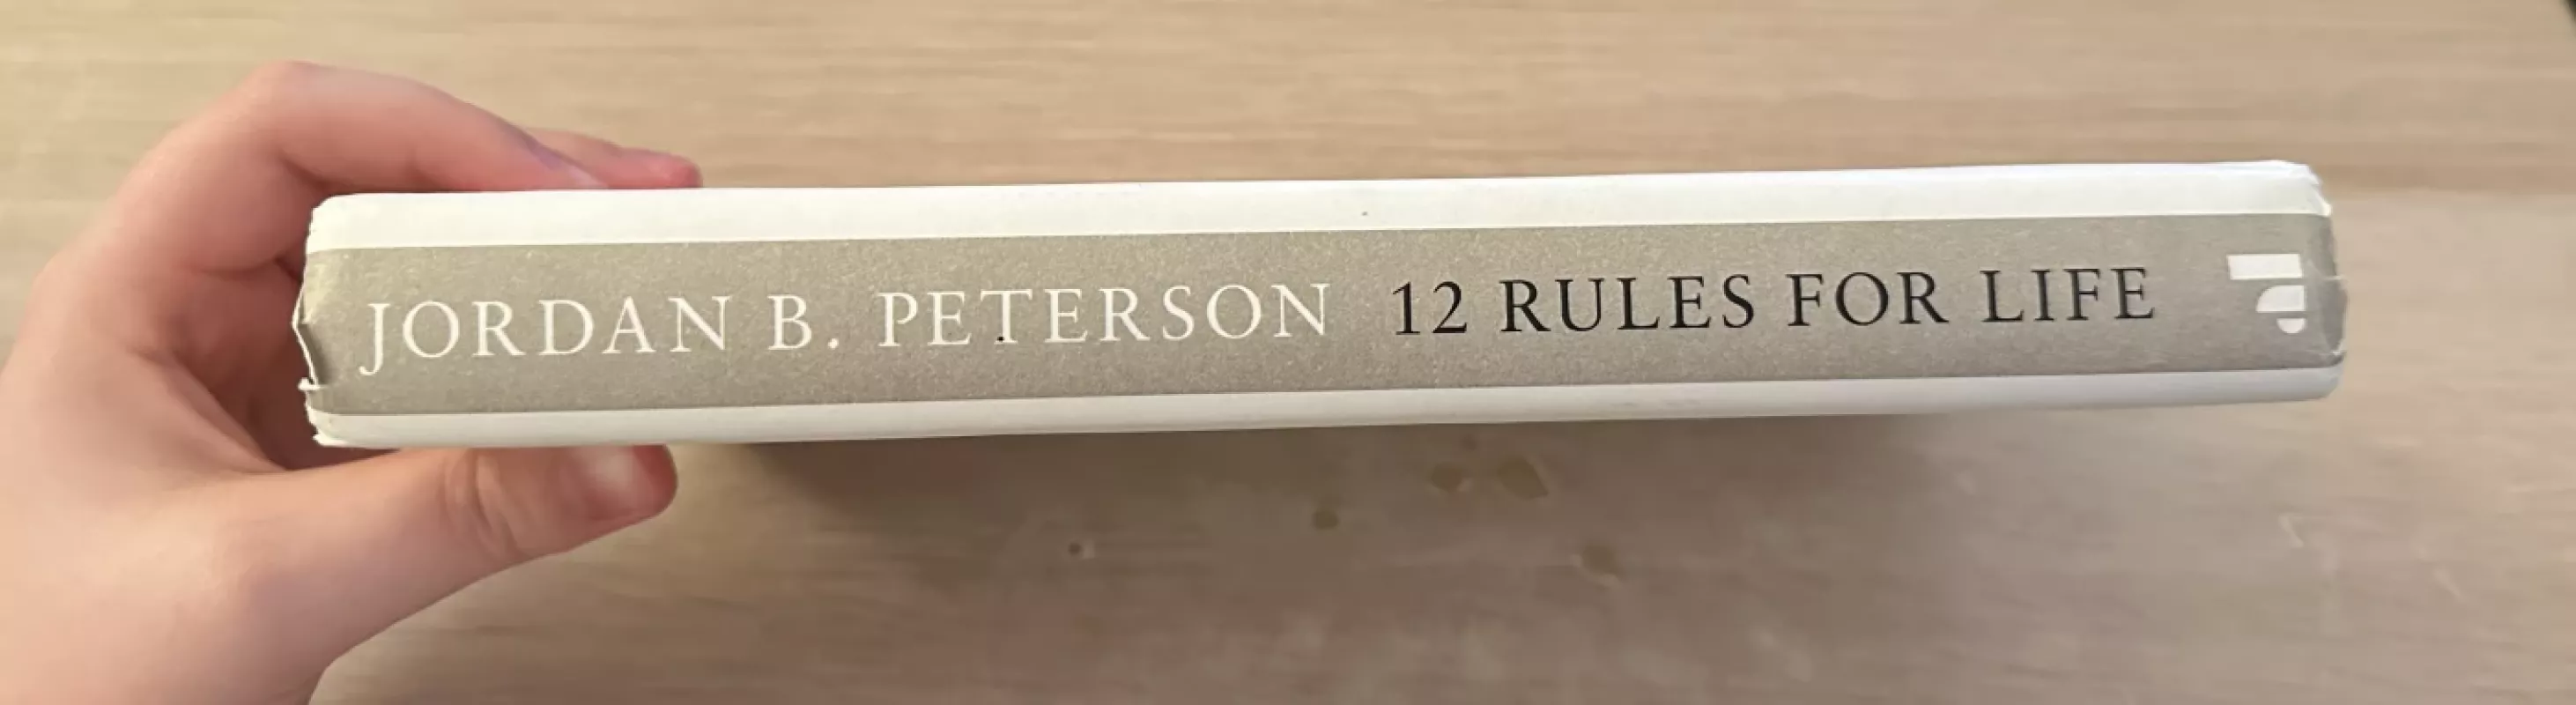 JORDAN B. PETERSON 12 RULES FOR LIFE